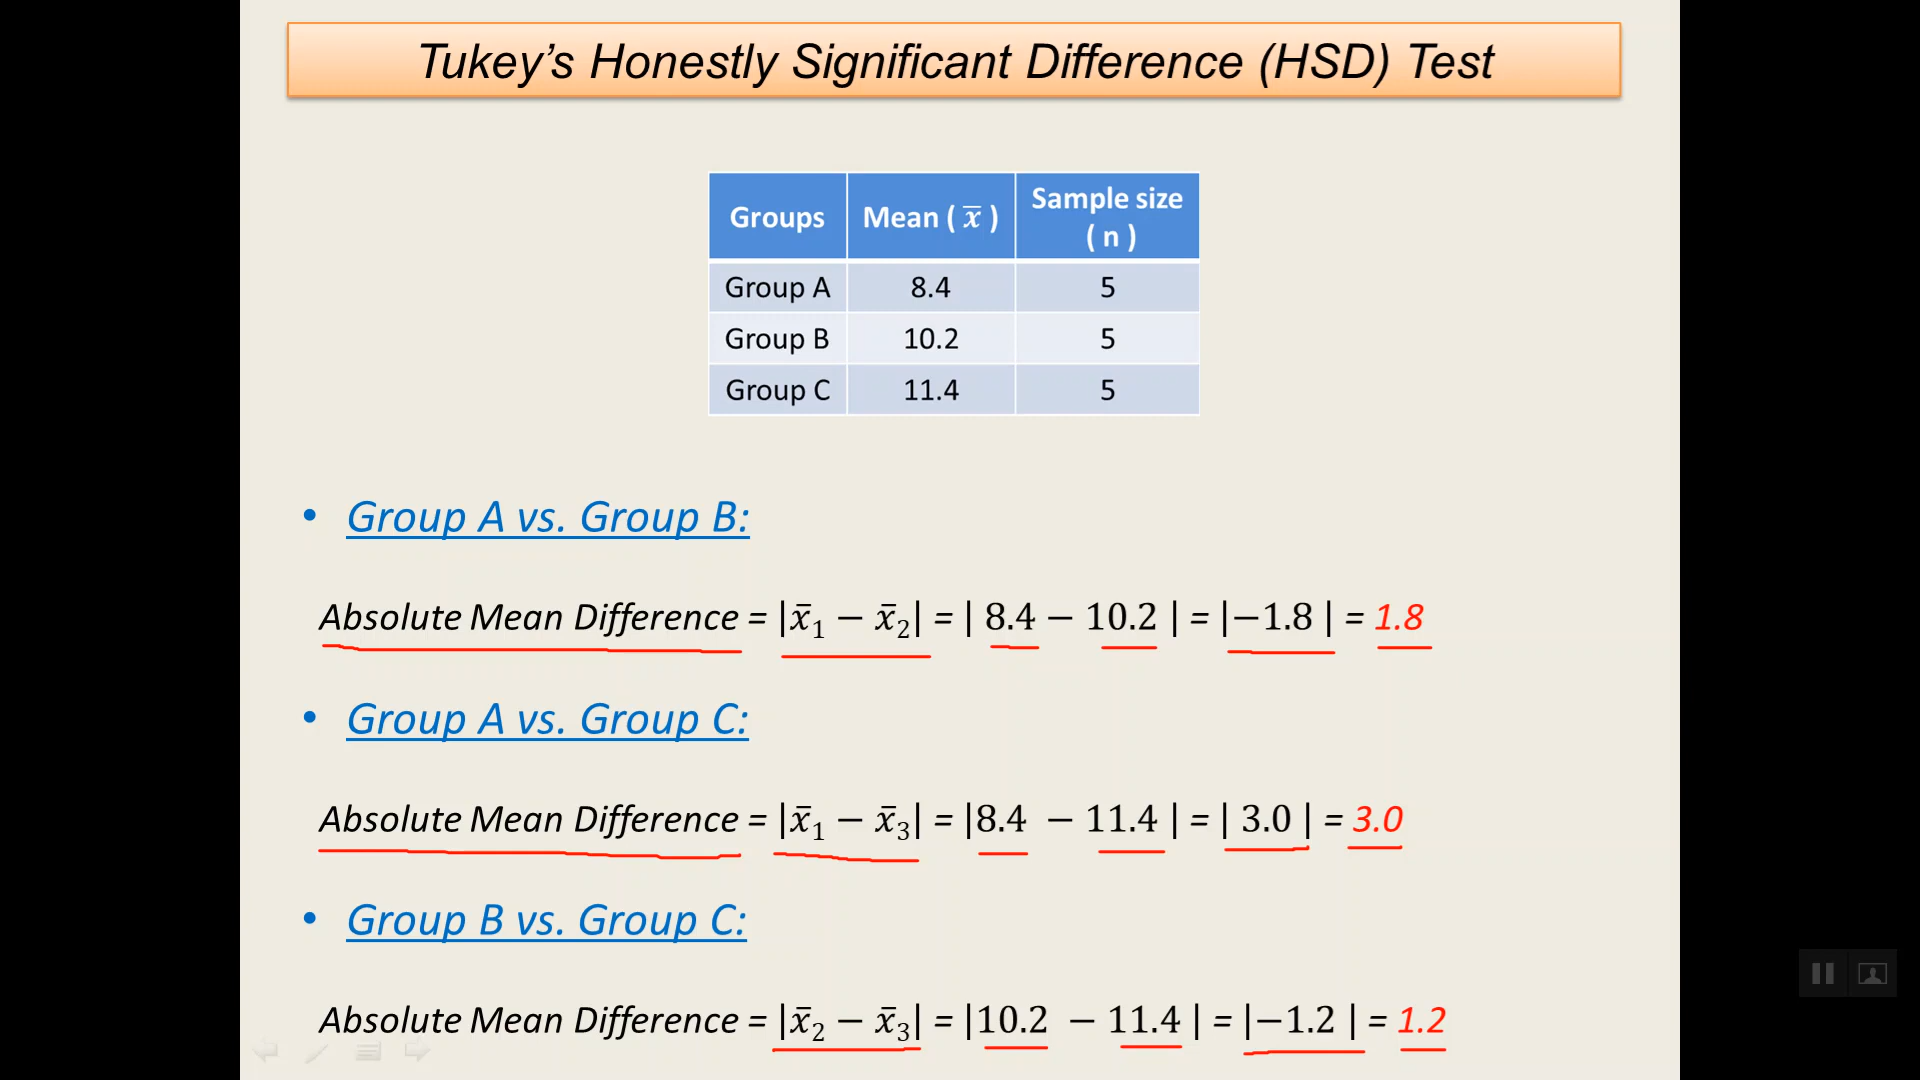 Tukey’s Honestly Significant Difference (HSD) Test
Groups Mean ( x̅ ) Sample size ( n )
Group A 8.4 5
Group B 10.2 5
Group C 11.4 5
• Group A vs. Group B:
Absolute Mean Difference = |x̅₁ − x̅₂| = | 8.4 − 10.2 | = |−1.8 | = 1.8
• Group A vs. Group C:
Absolute Mean Difference = |x̅₁ − x̅₃| = |8.4 − 11.4 | = | 3.0 | = 3.0
• Group B vs. Group C:
Absolute Mean Difference = |x̅₂ − x̅₃| = |10.2 − 11.4 | = |−1.2 | = 1.2